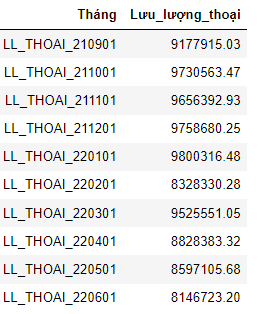 Tháng Lưu_lượng_thoại
LL_THOAI_210901 9177915.03
LL_THOAI_211001 9730563.47
LL_THOAI_211101 9656392.93
LL_THOAI_211201 9758680.25
LL_THOAI_220101 9800316.48
LL_THOAI_220201 8328330.28
LL_THOAI_220301 9525551.05
LL_THOAI_220401 8828383.32
LL_THOAI_220501 8597105.68
LL_THOAI_220601 8146723.20